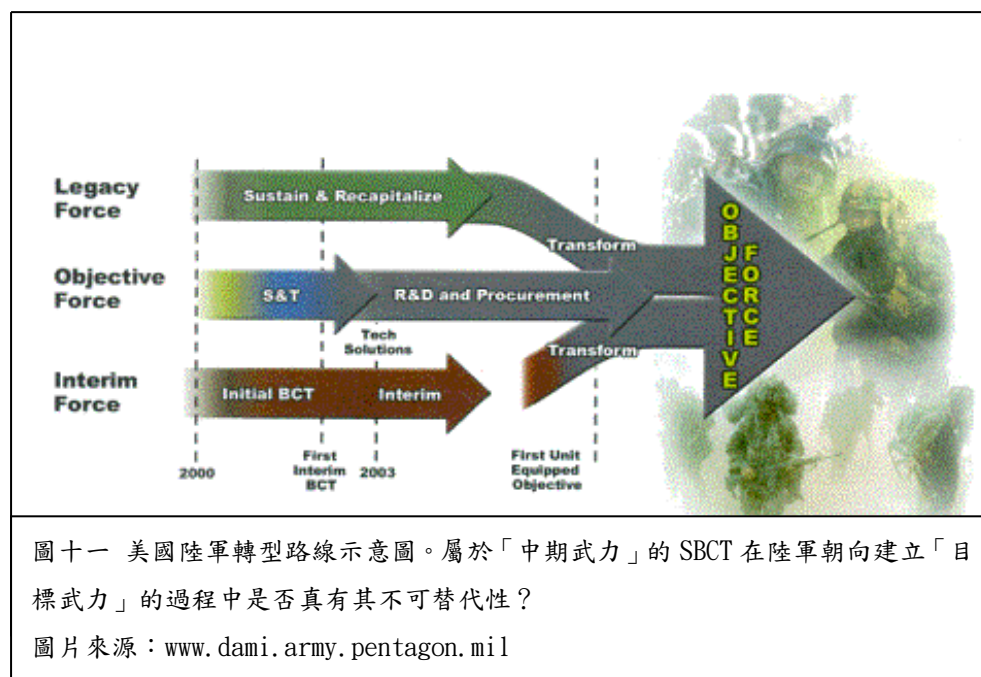 Legacy
Force
Sustain & Recapitalize
Transform
Objective
Force
S&T
R&D and Procurement
Tech
Solutions
Transform
Interim
Force
Initial BCT
Interim
2000
First
Interim
BCT
2003
First Unit
Equipped
Objective
OBJECTIVE
FORCE
圖十一 美國陸軍轉型路線示意圖。屬於「中期武力」的 SBCT 在陸軍朝向建立「目
標武力」的過程中是否真有其不可替代性？
圖片來源：www.dami.army.pentagon.mil